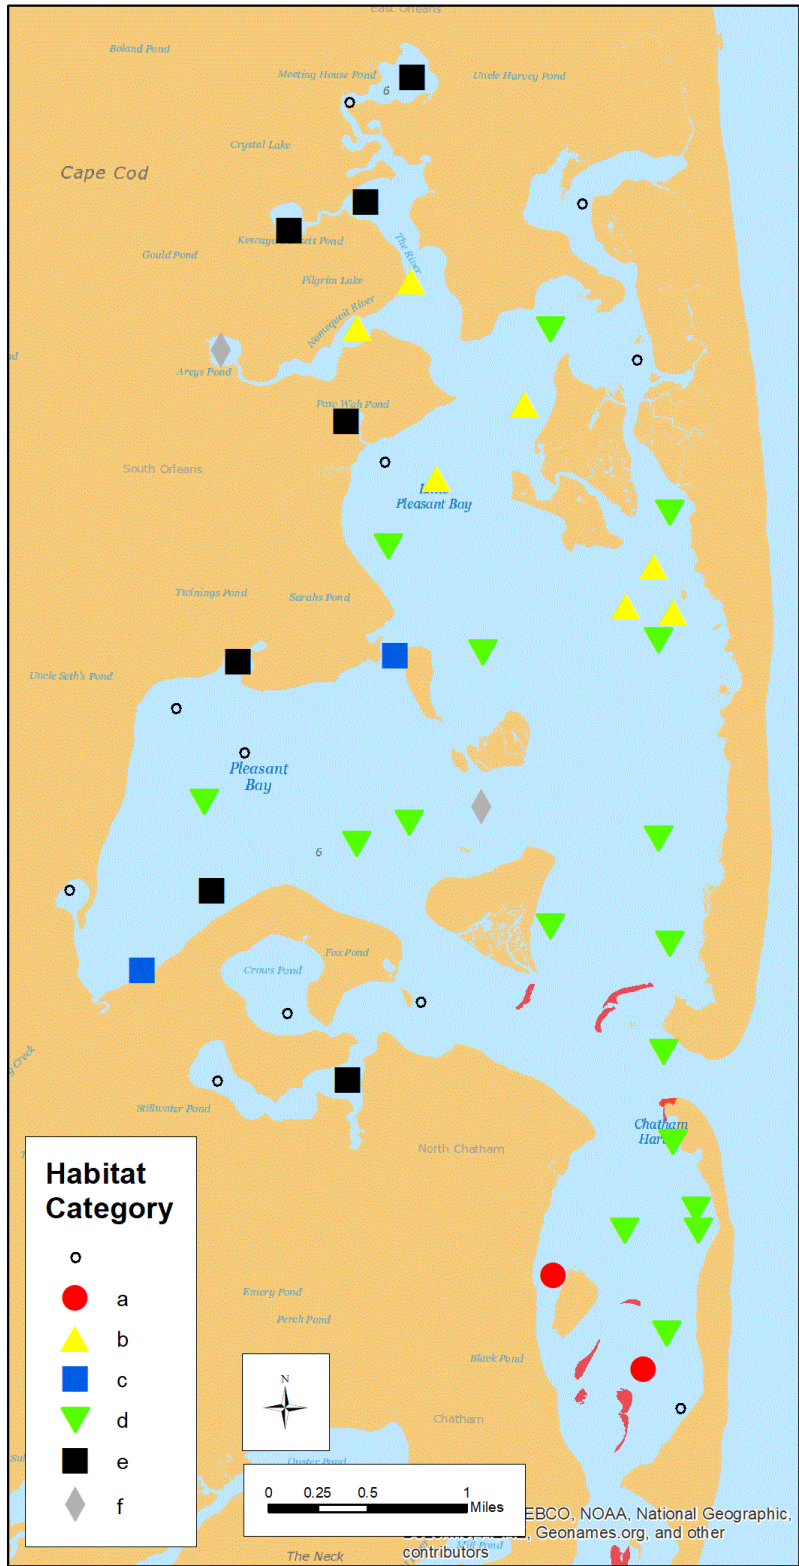 East Orleans
Boland Pond
Meeting House Pond
Uncle Harvey Pond
6
Crystal Lake
Cape Cod
Kescayo
ett Pond
The River
Gould Pond
Pilgrim Lake
Namequoit River
Areys Pond
Paw Wah Pond
South Orleans
Pleasant Bay
Twinings Pond
Sarahs Pond
Uncle Seth's Pond
Pleasant
Bay
6
Fox Pond
Crows Pond
Creek
Stillwater Pond
Chatham
Har
North Chatham
Habitat
Category
a
b
c
d
e
f
Emery Pond
Perch Pond
Black Pond
N
Chatham
Oyster Pond
0 0.25 0.5 1
Miles
EBCO, NOAA, National Geographic,
, Geonames.org, and other
contributors
Mill Pond
The Neck